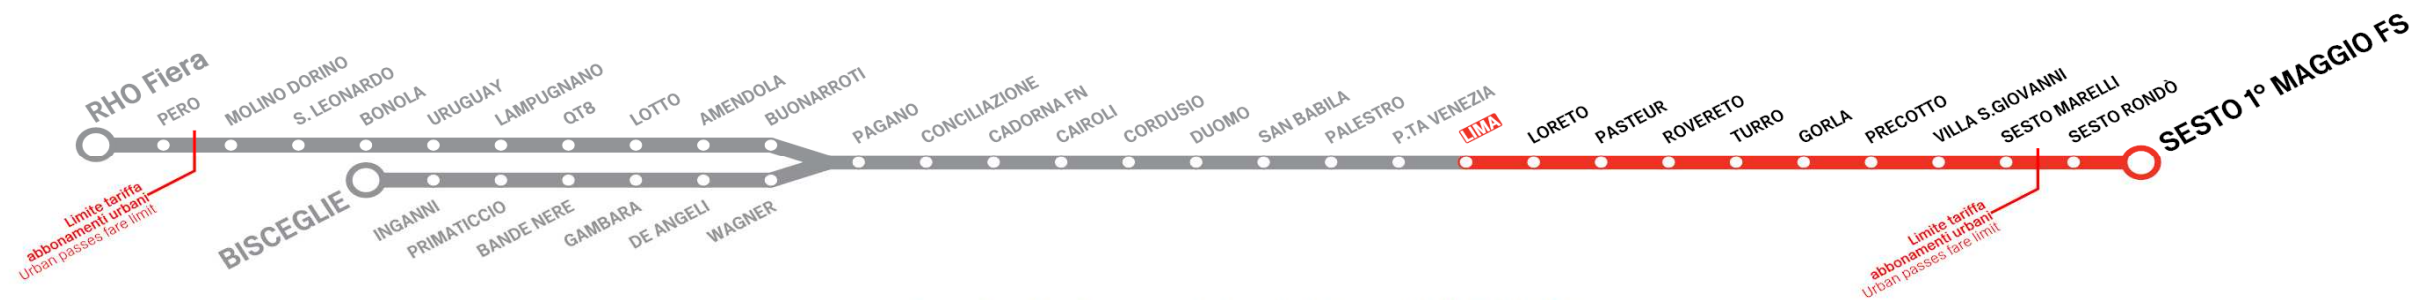 RHO Fiera
PERO
MOLINO DORINO
S. LEONARDO
BONOLA
URUGUAY
LAMPUGNANO
QT8
LOTTO
AMENDOLA
BUONARROTI
PAGANO
CONCILIAZIONE
CADORNA FN
CAIROLI
CORDUSIO
DUOMO
SAN BABILA
PALESTRO
P.TA VENEZIA
LIMA
LORETO
PASTEUR
ROVERETO
TURRO
GORLA
PRECOTTO
VILLA S.GIOVANNI
SESTO MARELLI
SESTO RONDÒ
SESTO 1° MAGGIO FS
Limite tariffa
abbonamenti urbani
Urban passes fare limit
BISCEGLIE
INGANNI
PRIMATICCIO
BANDE NERE
GAMBARA
DE ANGELI
WAGNER
Limite tariffa
abbonamenti urbani
Urban passes fare limit